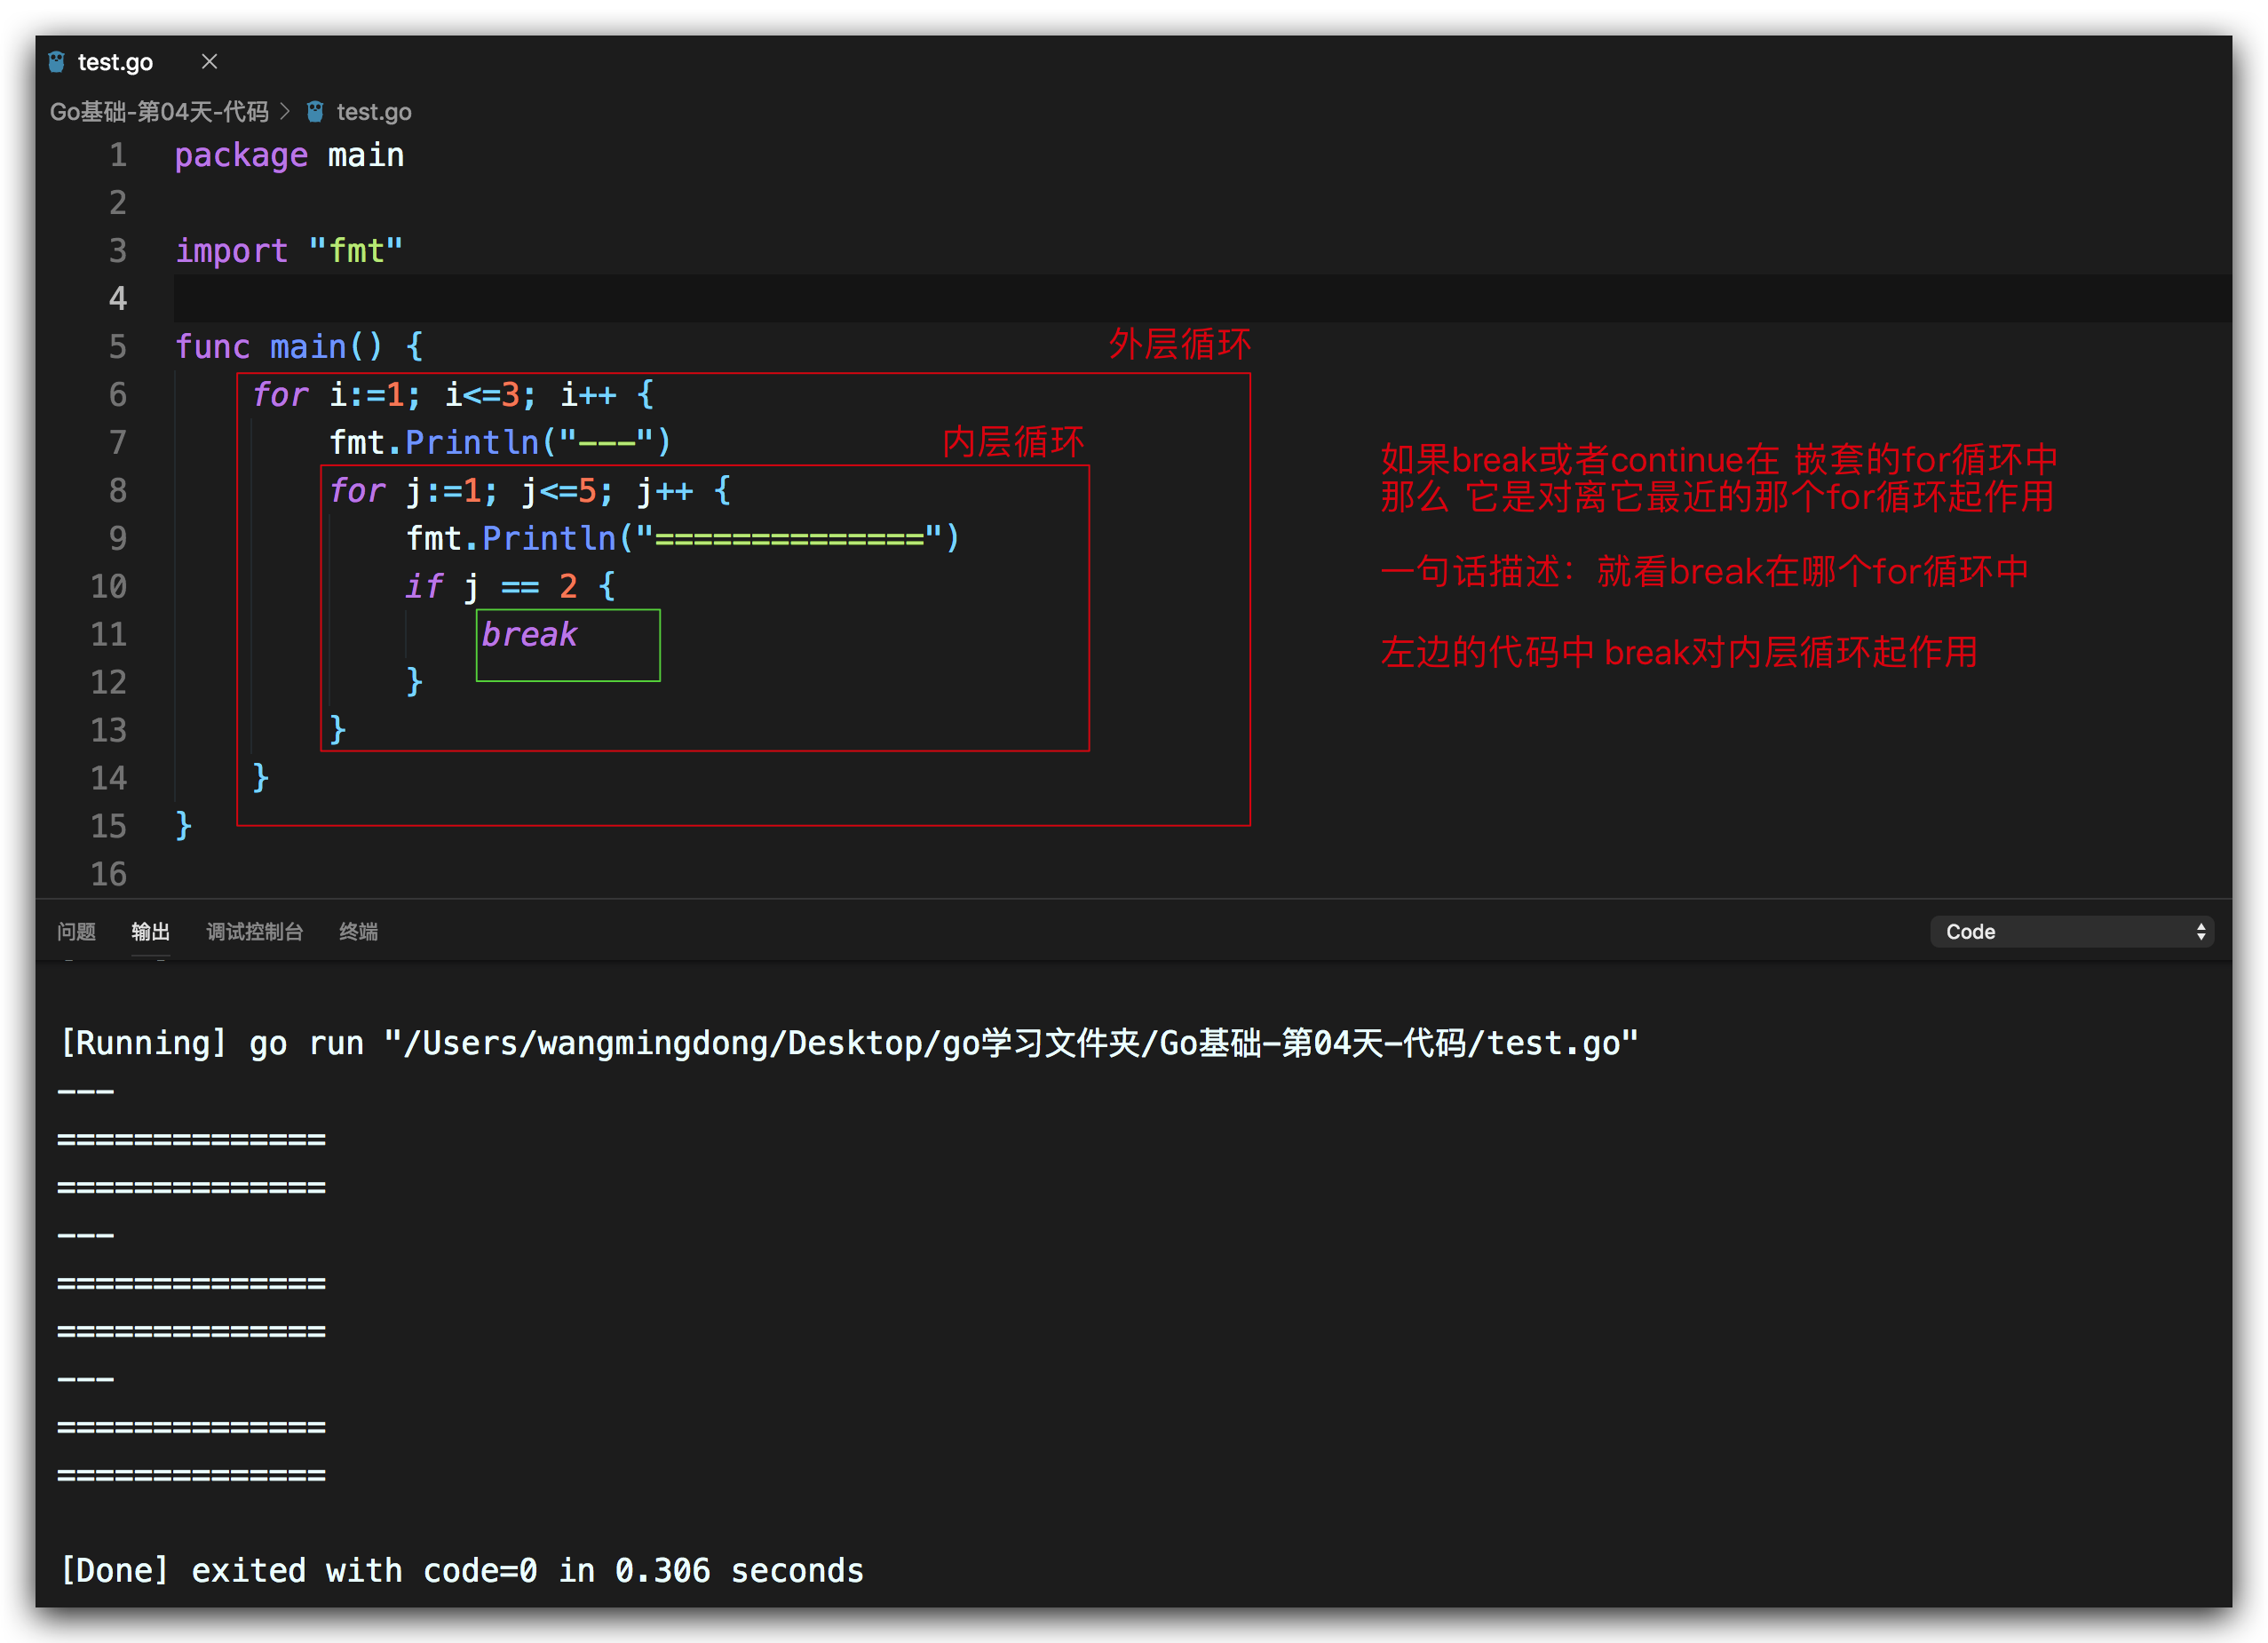 test.go
Go基础-第04天-代码 > test.go
1 package main
2
3 import "fmt"
4
5 func main() {
外层循环
6 for i:=1; i<=3; i++ {
7 fmt.Println("---")
内层循环
8 for j:=1; j<=5; j++ {
9 fmt.Println("==============")
10 if j == 2 {
11 break
12 }
13 }
14 }
15 }
16
如果break或者continue在 嵌套的for循环中
那么 它是对离它最近的那个for循环起作用
一句话描述：就看break在哪个for循环中
左边的代码中 break对内层循环起作用
问题 输出 调试控制台 终端 Code
[Running] go run "/Users/wangmingdong/Desktop/go学习文件夹/Go基础-第04天-代码/test.go"
---
==============
==============
---
==============
==============
---
==============
==============
[Done] exited with code=0 in 0.306 seconds